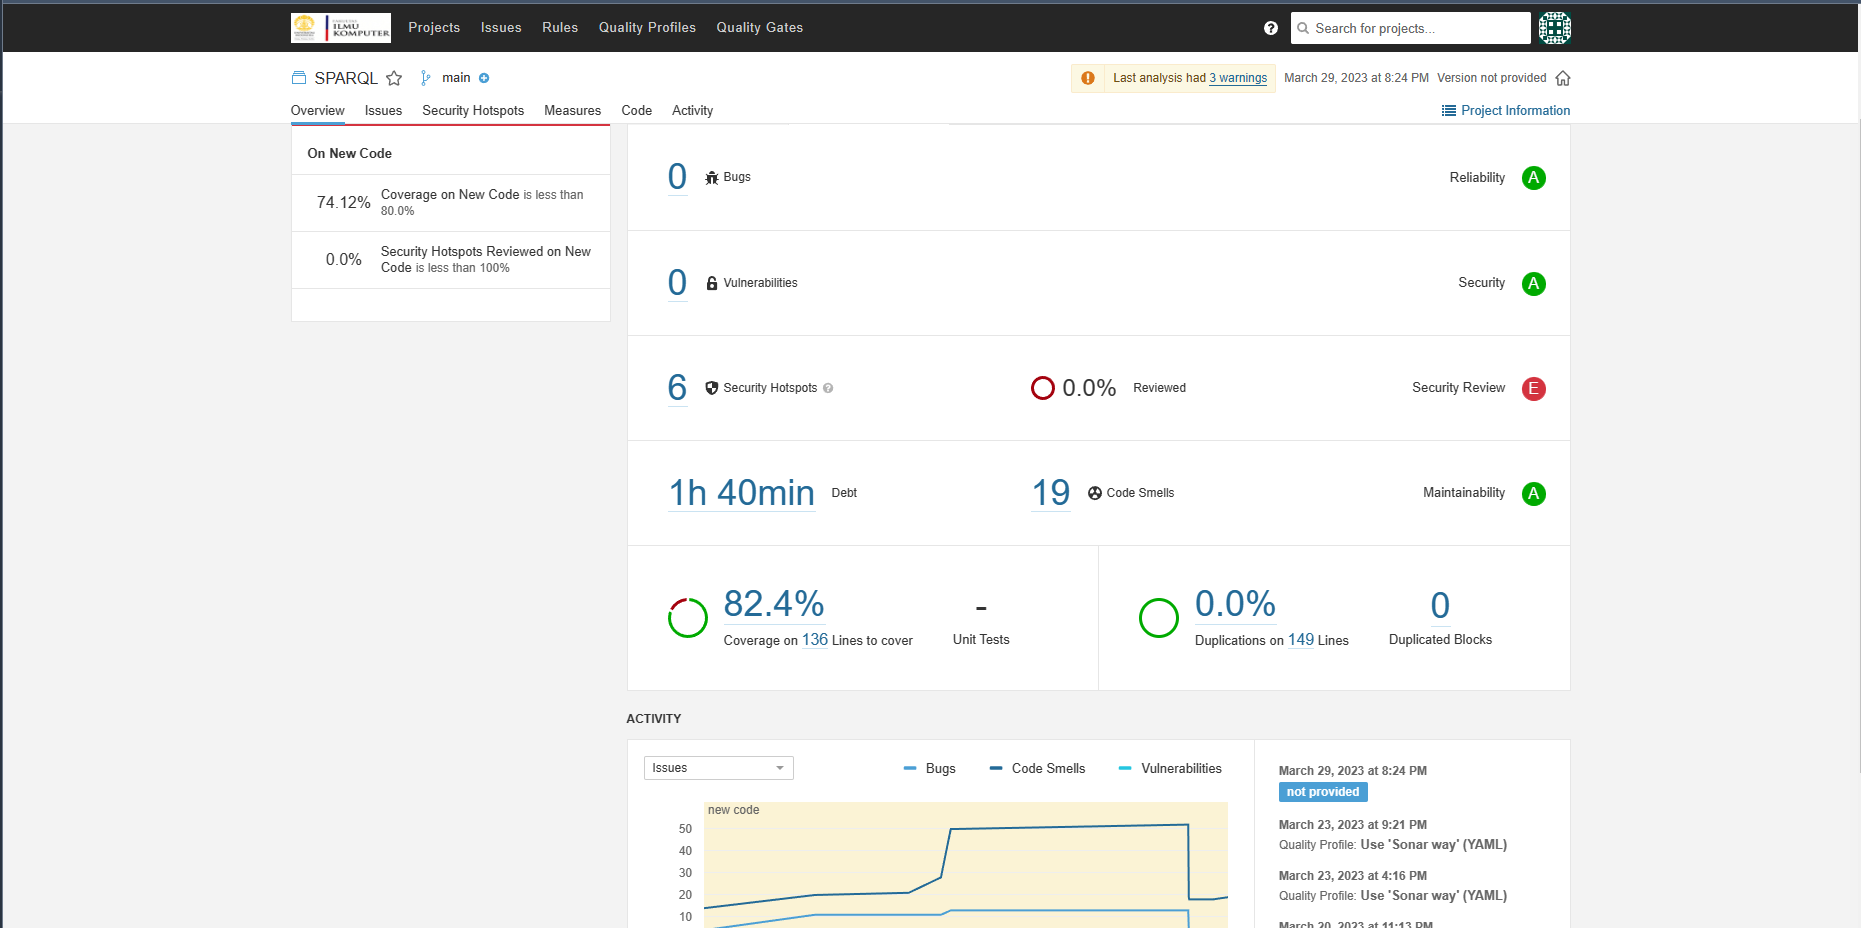 ILMU
KOMPUTER
Projects Issues Rules Quality Profiles Quality Gates
Search for projects...
SPARQL main
Last analysis had 3 warnings March 29, 2023 at 8:24 PM Version not provided
Overview Issues Security Hotspots Measures Code Activity Project Information
On New Code
74.12% Coverage on New Code is less than
80.0%
0.0% Security Hotspots Reviewed on New
Code is less than 100%
0 Bugs Reliability A
0 Vulnerabilities Security A
6 Security Hotspots ? 0.0% Reviewed Security Review E
1h 40min Debt 19 Code Smells Maintainability A
82.4% - 0.0% 0
Coverage on 136 Lines to cover Unit Tests Duplications on 149 Lines Duplicated Blocks
ACTIVITY
Issues Bugs Code Smells Vulnerabilities
new code
50
40
30
20
10
March 29, 2023 at 8:24 PM
not provided
March 23, 2023 at 9:21 PM
Quality Profile: Use 'Sonar way' (YAML)
March 23, 2023 at 4:16 PM
Quality Profile: Use 'Sonar way' (YAML)
March 20, 2023 at 11:13 PM